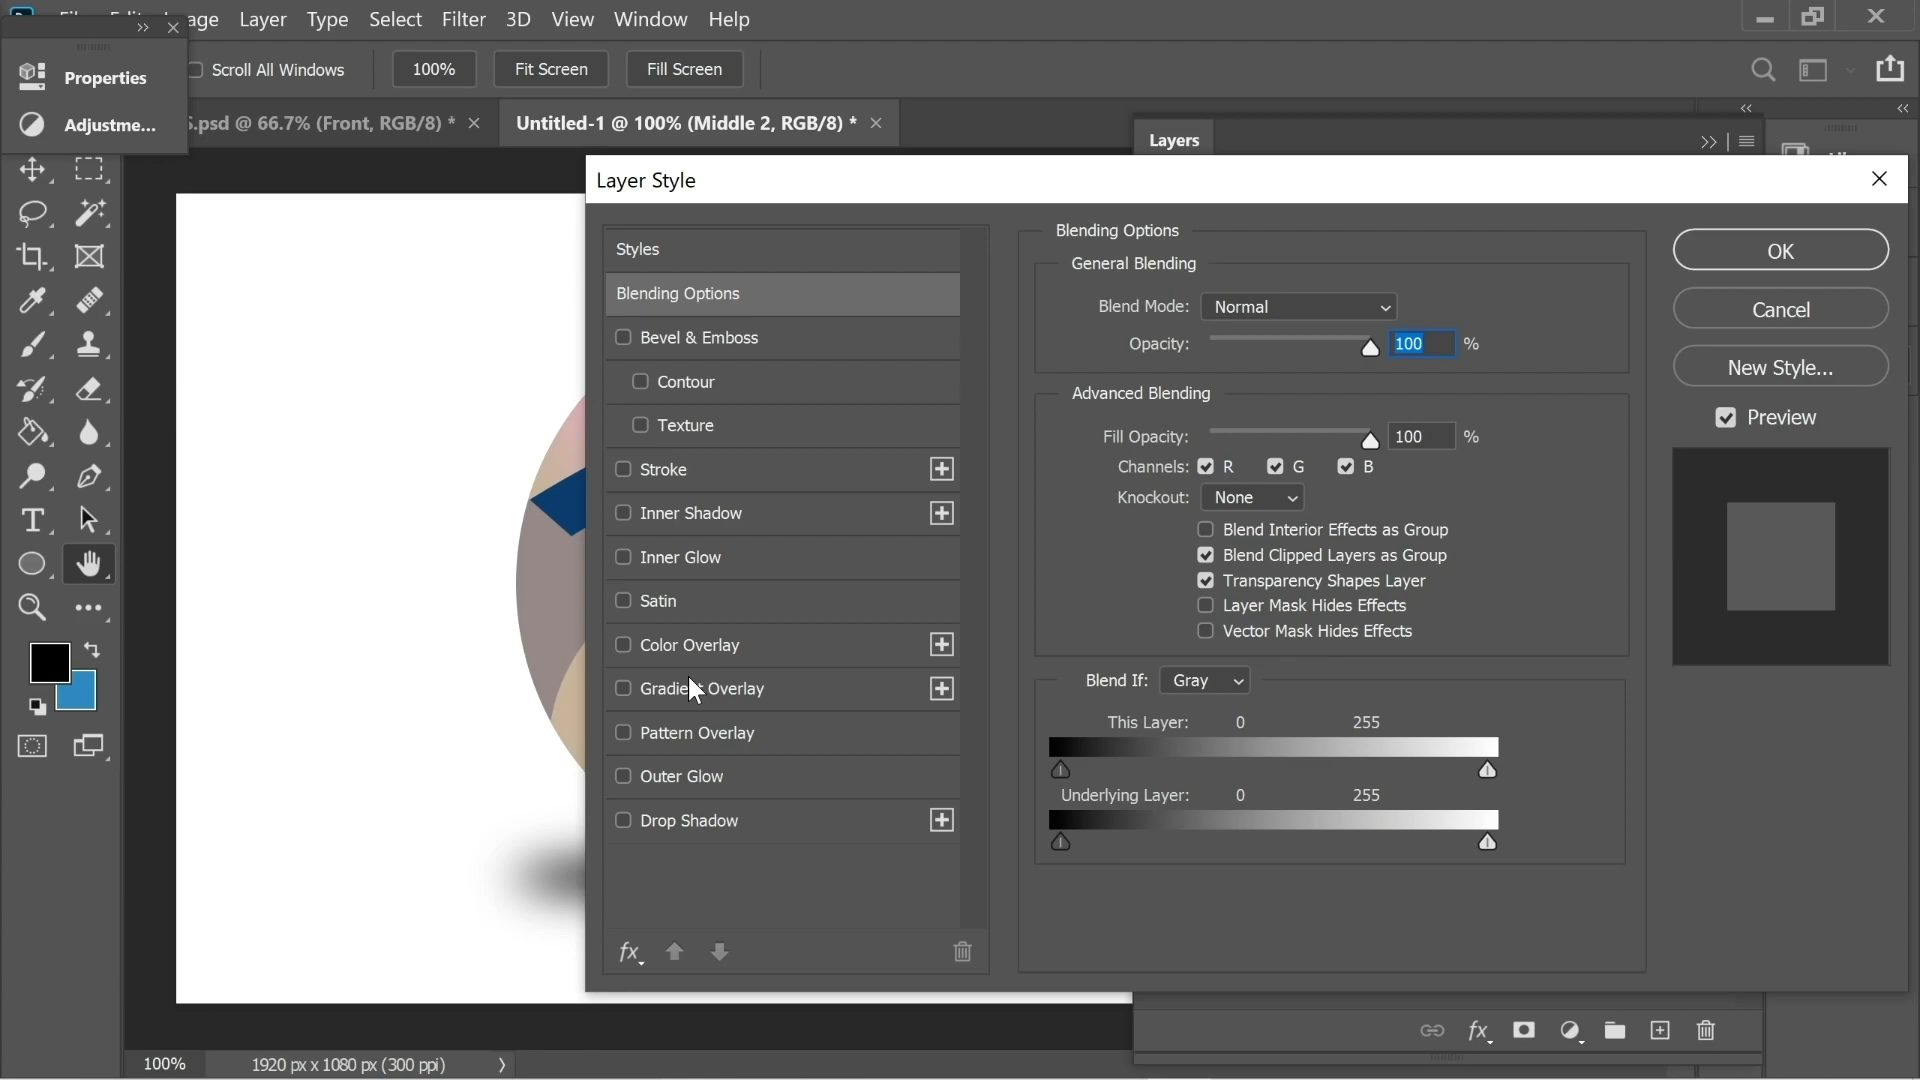 Layer Type Select Filter 3D View Window Help
Properties
Adjustme...
Scroll All Windows
100%
Fit Screen
Fill Screen
.psd @ 66.7% (Front, RGB/8) *
Untitled-1 @ 100% (Middle 2, RGB/8) *
Layers
Layer Style
Styles
Blending Options
Bevel & Emboss
Contour
Texture
Stroke
Inner Shadow
Inner Glow
Satin
Color Overlay
Gradient Overlay
Pattern Overlay
Outer Glow
Drop Shadow
fx
Blending Options
General Blending
Blend Mode: Normal
Opacity: 100 %
Advanced Blending
Fill Opacity: 100 %
Channels: R G B
Knockout: None
Blend Interior Effects as Group
Blend Clipped Layers as Group
Transparency Shapes Layer
Layer Mask Hides Effects
Vector Mask Hides Effects
Blend If: Gray
This Layer: 0 255
Underlying Layer: 0 255
OK
Cancel
New Style...
Preview
fx
100%
1920 px x 1080 px (300 ppi)